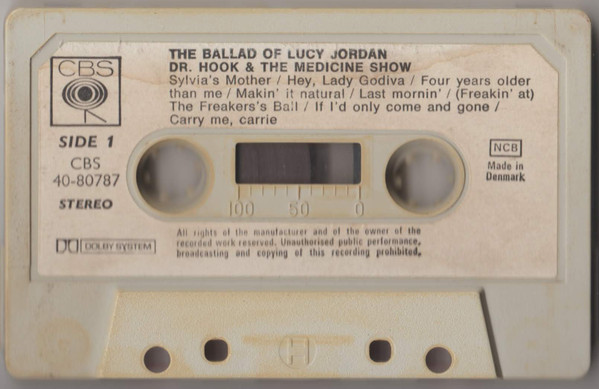 CBS
THE BALLAD OF LUCY JORDAN
DR. HOOK & THE MEDICINE SHOW
Sylvia's Mother / Hey, Lady Godiva / Four years older
than me / Makin' it natural / Last mornin' / (Freakin' at)
The Freakers's Ball / If I'd only come and gone /
Carry me, carrie
SIDE 1
CBS
40-80787
STEREO
DOLBY SYSTEM
NCB
Made in
Denmark
100 50 0
All rights of the manufacturer and of the owner of the
recorded work reserved. Unauthorised public performance,
broadcasting and copying of this recording prohibited.
H